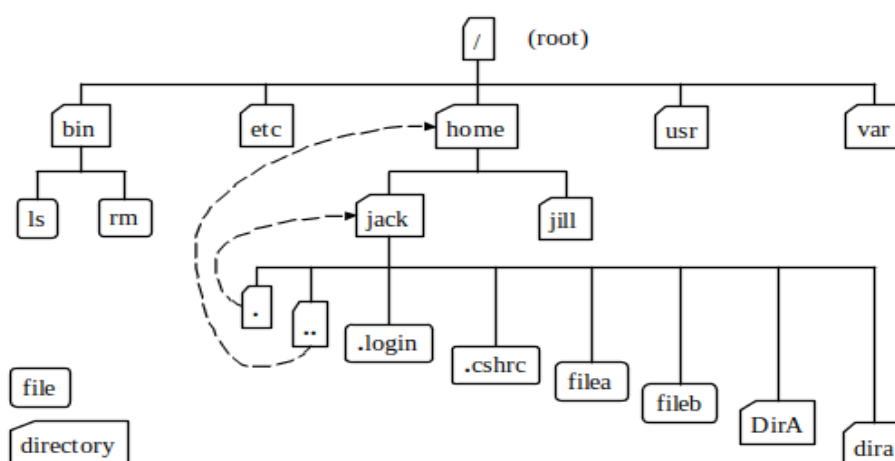 / (root)
bin etc home usr var
ls rm jack jill
. .. .login .cshrc filea fileb DirA dira
file
directory